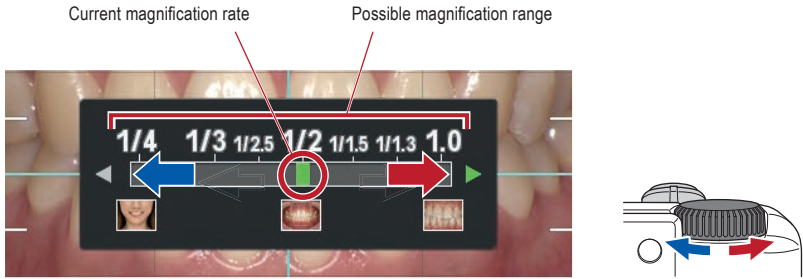 Current magnification rate Possible magnification range
1/4 1/3 1/2.5 1/2 1/1.5 1/1.3 1.0